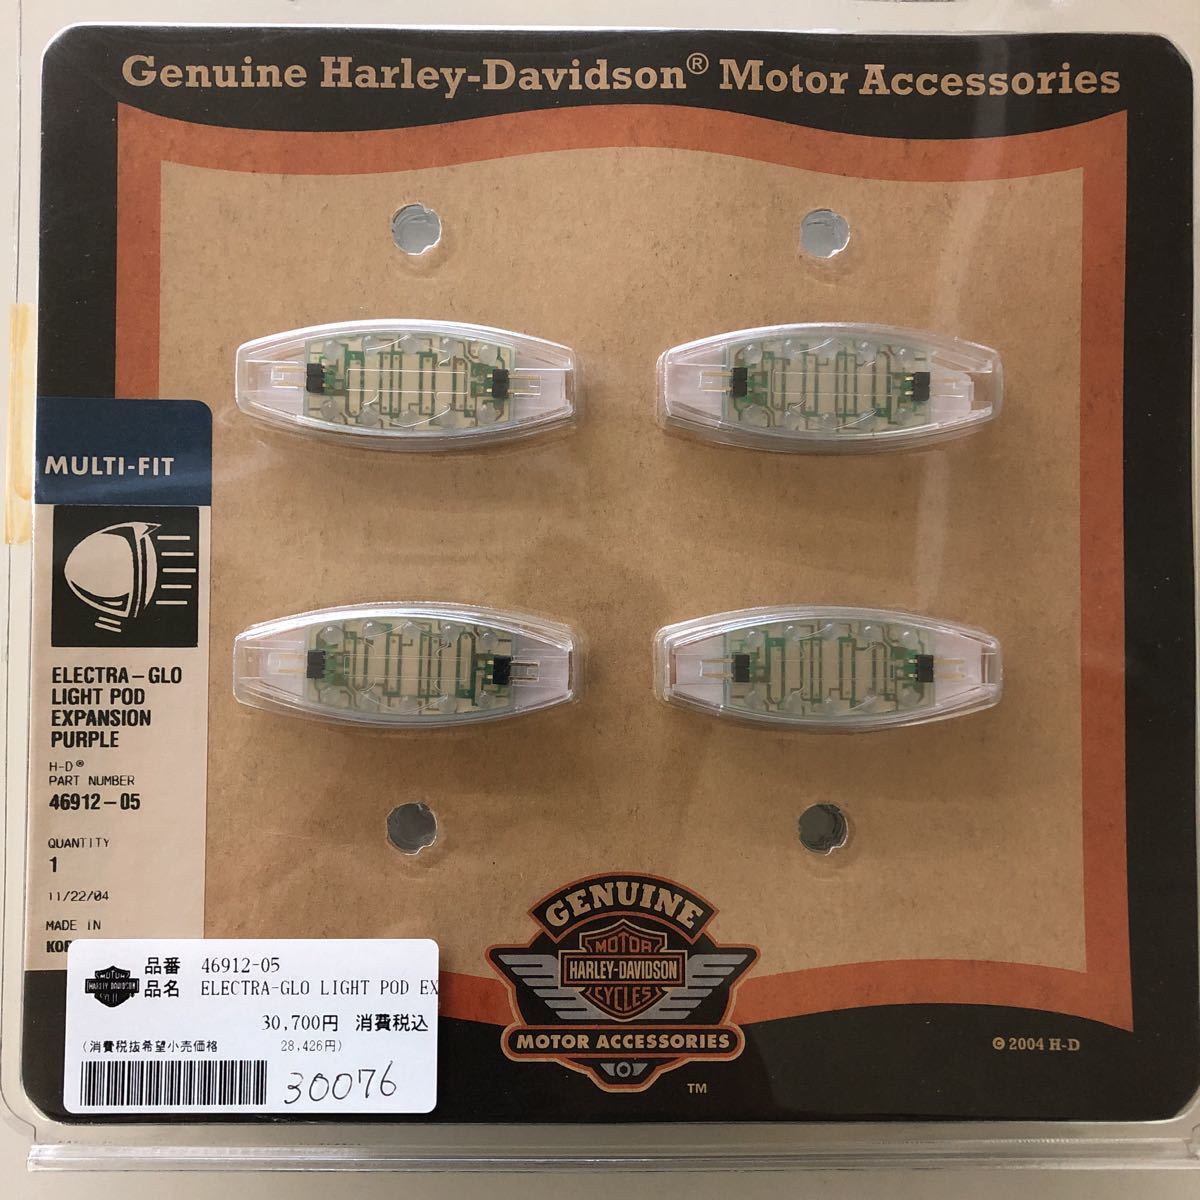 Genuine Harley-Davidson® Motor Accessories
MULTI-FIT
ELECTRA-GLO
LIGHT POD
EXPANSION
PURPLE
H-D®
PART NUMBER
46912-05
QUANTITY
1
11/22/04
MADE IN
品番 46912-05
品名 ELECTRA-GLO LIGHT POD EX
30,700円 消費税込
(消費税抜希望小売価格 28,426円)
30076
MOTOR
HARLEY-DAVIDSON
GENUINE
MOTOR
HARLEY-DAVIDSON
CYCLES
MOTOR ACCESSORIES
TM
© 2004 H-D